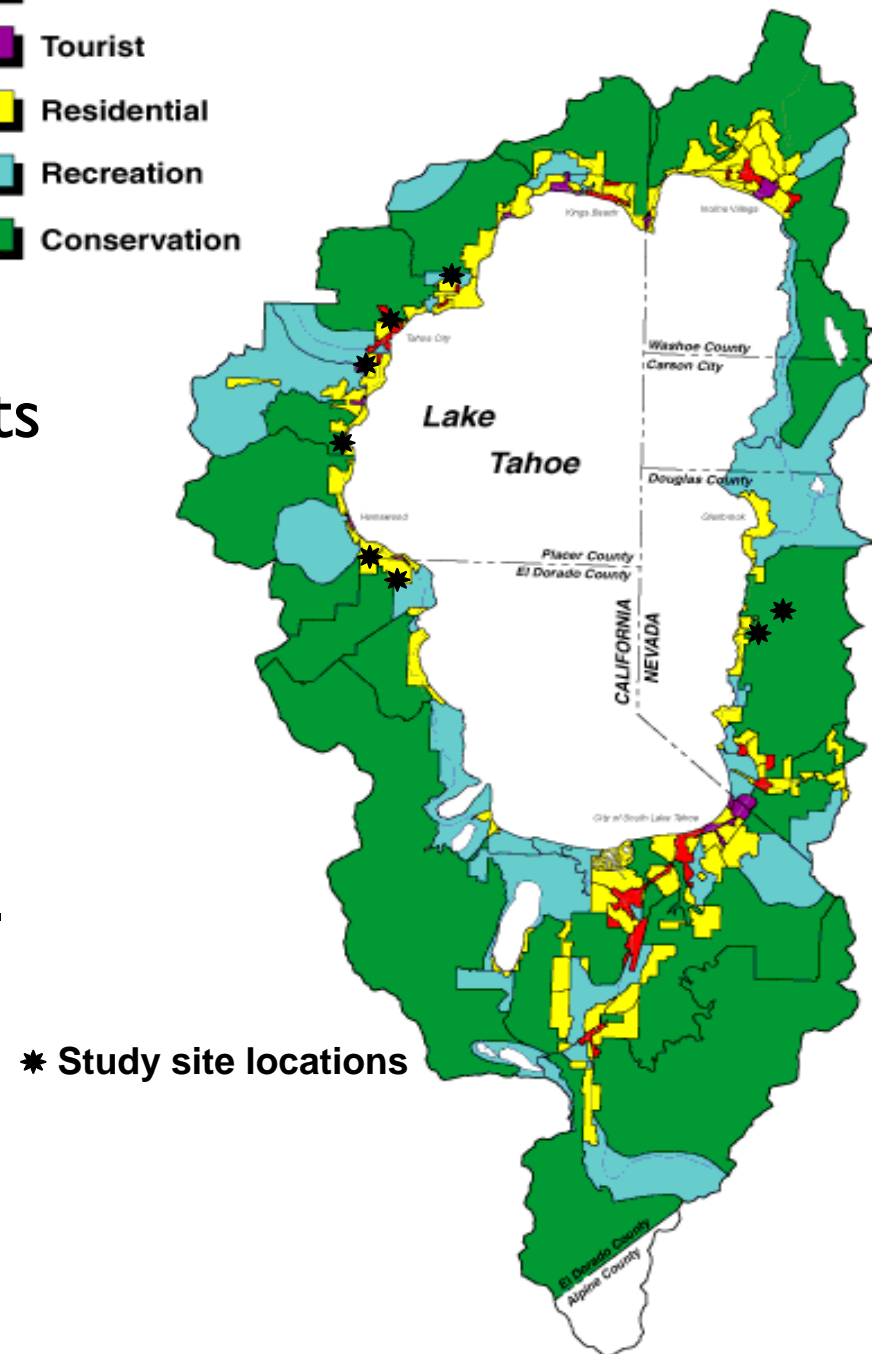 Tourist
Residential
Recreation
Conservation
Kings Beach
Incline Village
Tahoe City
Washoe County
Carson City
ts
Lake
Tahoe
Douglas County
Homewood
Glenbrook
Placer County
El Dorado County
CALIFORNIA
NEVADA
City of South Lake Tahoe
Study site locations
El Dorado County
Alpine County